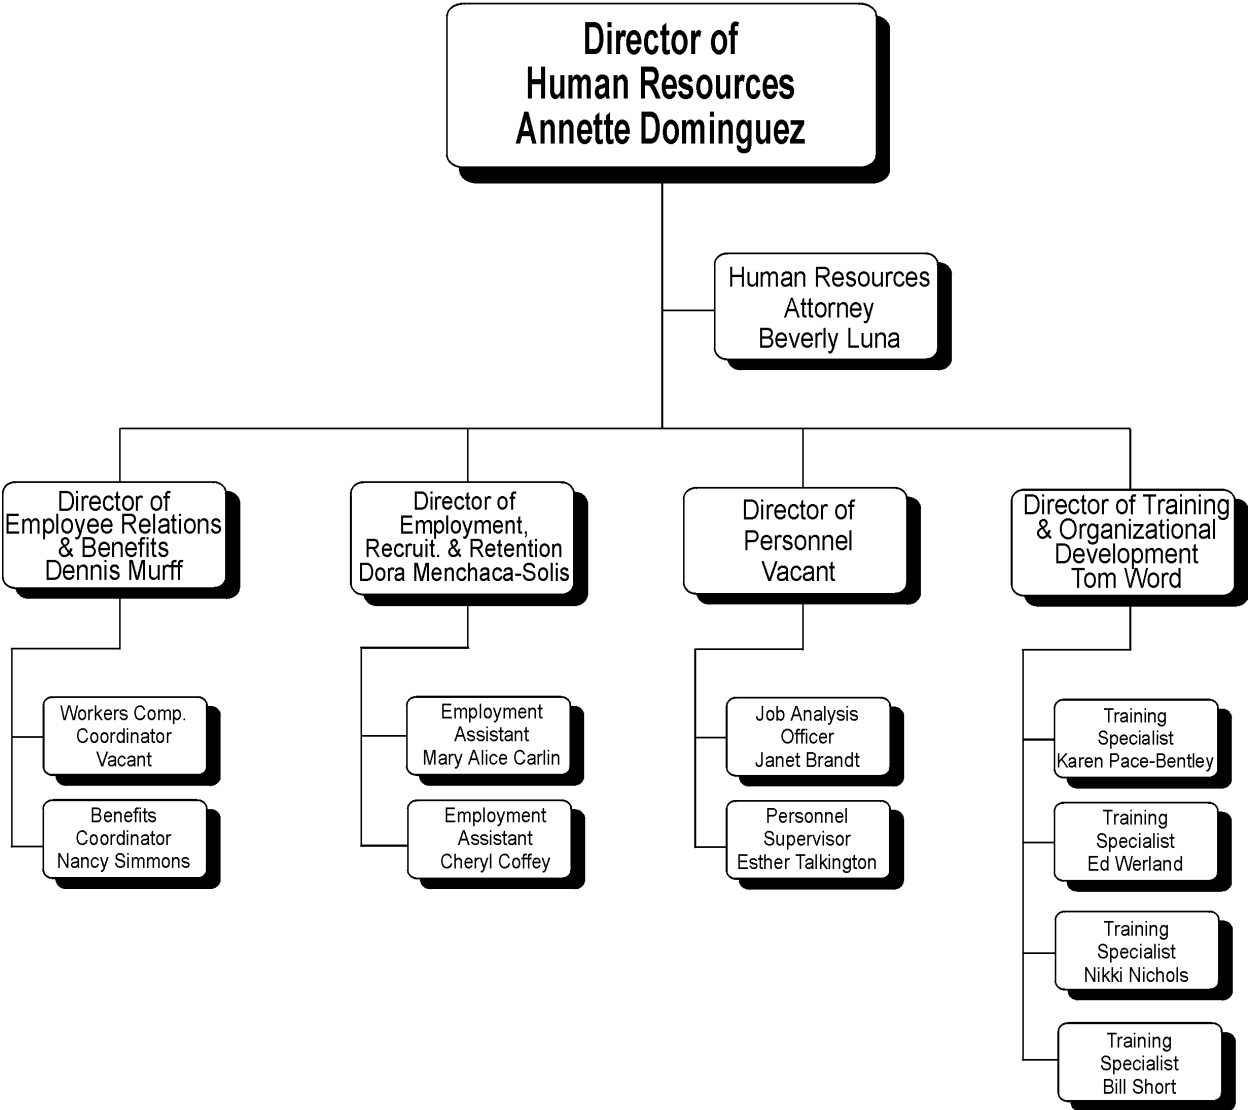 Director of
Human Resources
Annette Dominguez
Human Resources
Attorney
Beverly Luna
Director of
Employee Relations
& Benefits
Dennis Murff
Director of
Employment,
Recruit. & Retention
Dora Menchaca-Solis
Director of
Personnel
Vacant
Director of Training
& Organizational
Development
Tom Word
Workers Comp.
Coordinator
Vacant
Benefits
Coordinator
Nancy Simmons
Employment
Assistant
Mary Alice Carlin
Employment
Assistant
Cheryl Coffey
Job Analysis
Officer
Janet Brandt
Personnel
Supervisor
Esther Talkington
Training
Specialist
Karen Pace-Bentley
Training
Specialist
Ed Werland
Training
Specialist
Nikki Nichols
Training
Specialist
Bill Short